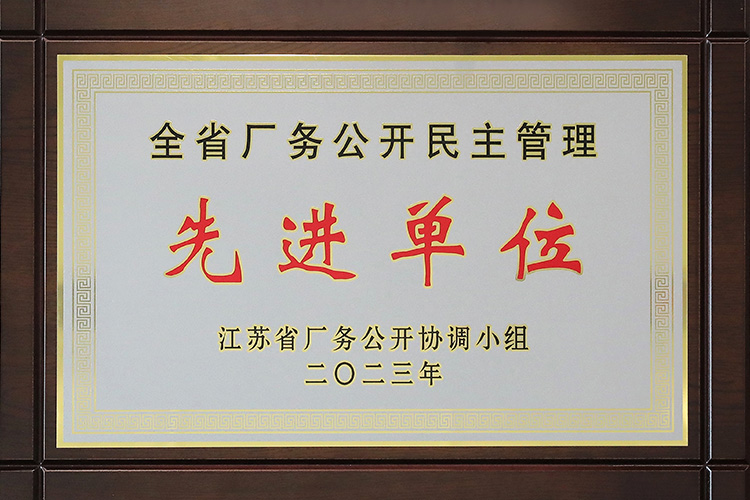 全省厂务公开民主管理
先进单位
江苏省厂务公开协调小组
二〇二三年